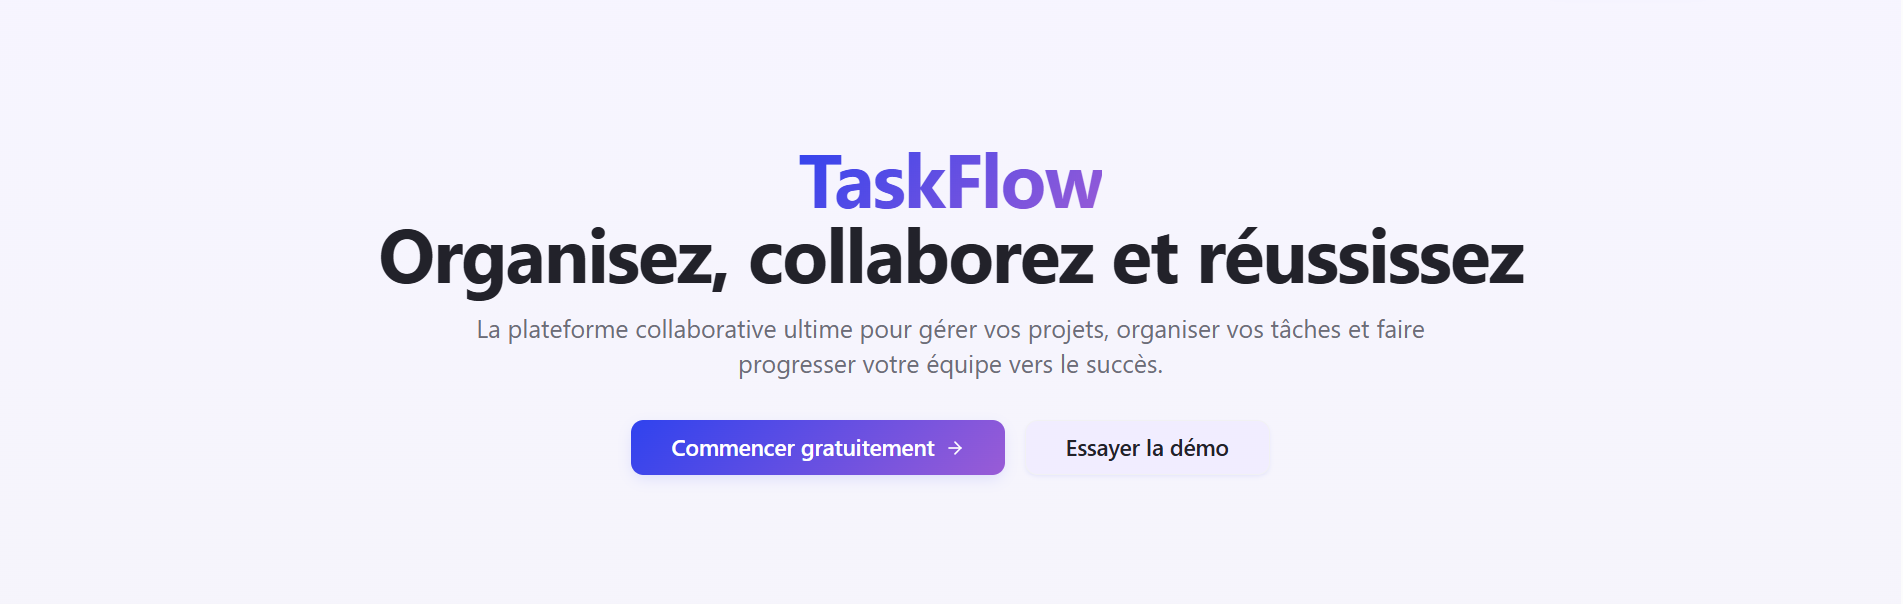 TaskFlow
Organisez, collaborez et réussissez
La plateforme collaborative ultime pour gérer vos projets, organiser vos tâches et faire
progresser votre équipe vers le succès.
Commencer gratuitement →
Essayer la démo